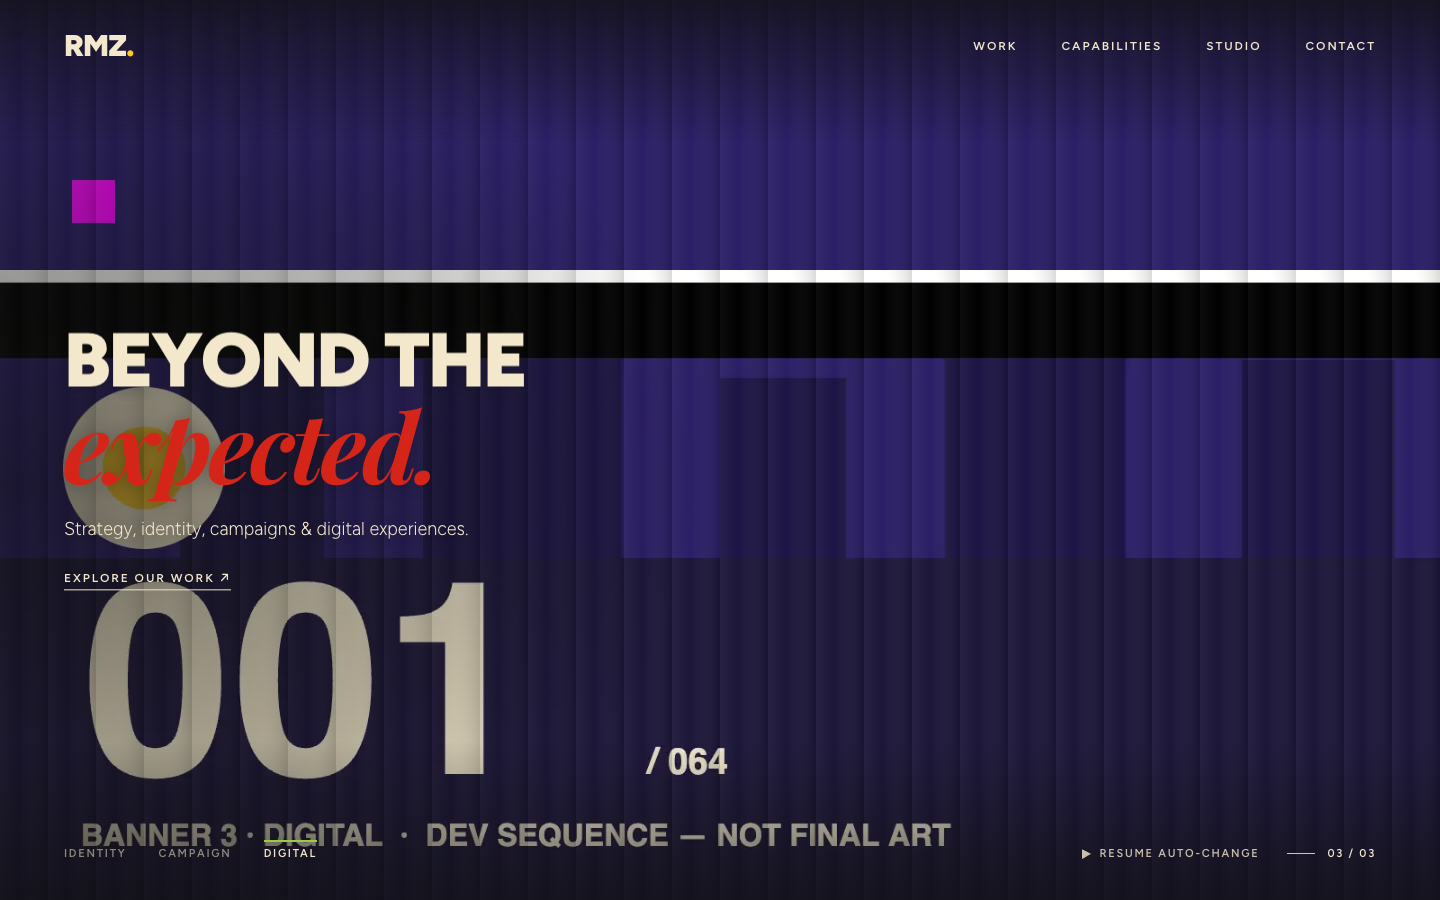 RMZ.
WORK CAPABILITIES STUDIO CONTACT
BEYOND THE
expected.
Strategy, identity, campaigns & digital experiences.
EXPLORE OUR WORK ↗
001 / 064
BANNER 3 · DIGITAL · DEV SEQUENCE — NOT FINAL ART
IDENTITY CAMPAIGN DIGITAL
▶ RESUME AUTO-CHANGE 03 / 03